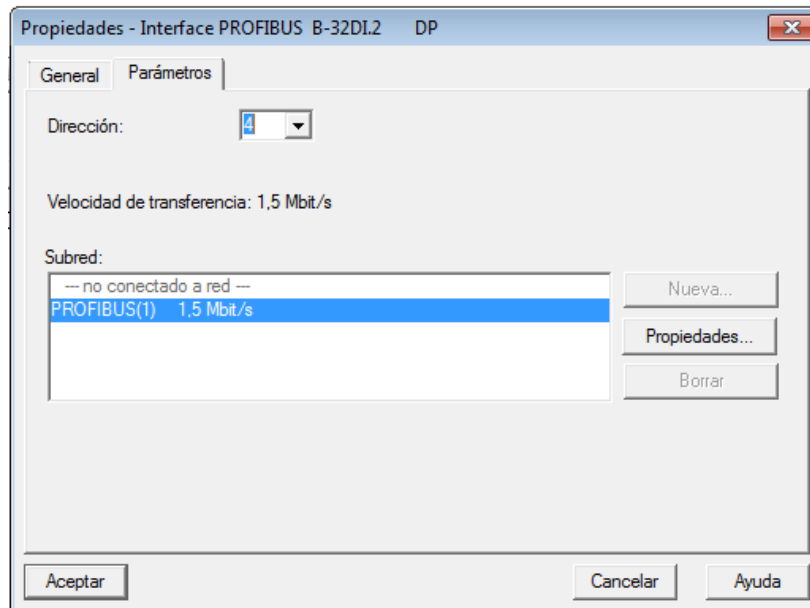 Propiedades - Interface PROFIBUS B-32DI.2 DP
General Parámetros
Dirección: 4
Velocidad de transferencia: 1,5 Mbit/s
Subred:
--- no conectado a red ---
Nueva...
PROFIBUS(1) 1,5 Mbit/s
Propiedades...
Borrar
Aceptar Cancelar Ayuda